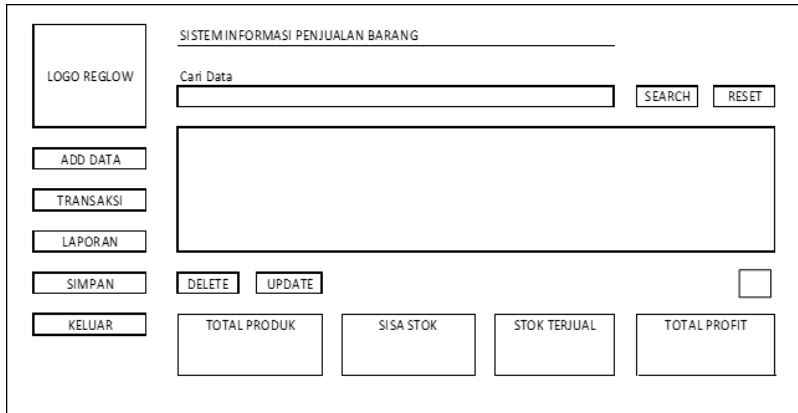 SISTEM INFORMASI PENJUALAN BARANG
LOGO REGLOW
Cari Data
SEARCH
RESET
ADD DATA
TRANSAKSI
LAPORAN
SIMPAN
DELETE
UPDATE
KELUAR
TOTAL PRODUK
SISA STOK
STOK TERJUAL
TOTAL PROFIT